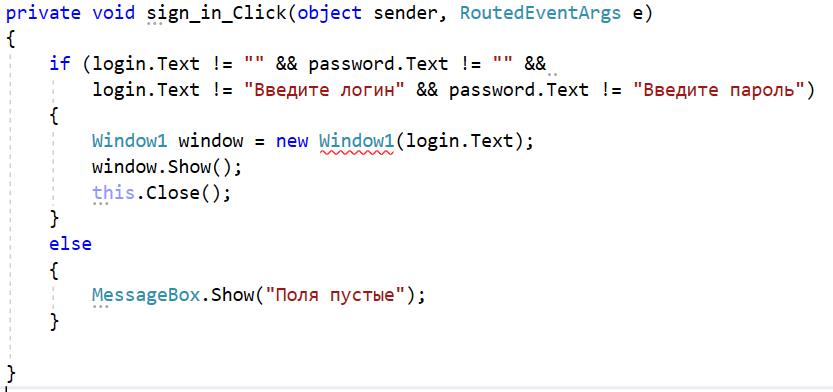 private void sign_in_Click(object sender, RoutedEventArgs e)
{
    if (login.Text != "" && password.Text != "" &&
        login.Text != "Введите логин" && password.Text != "Введите пароль")
    {
        Window1 window = new Window1(login.Text);
        window.Show();
        this.Close();
    }
    else
    {
        MessageBox.Show("Поля пустые");
    }
}